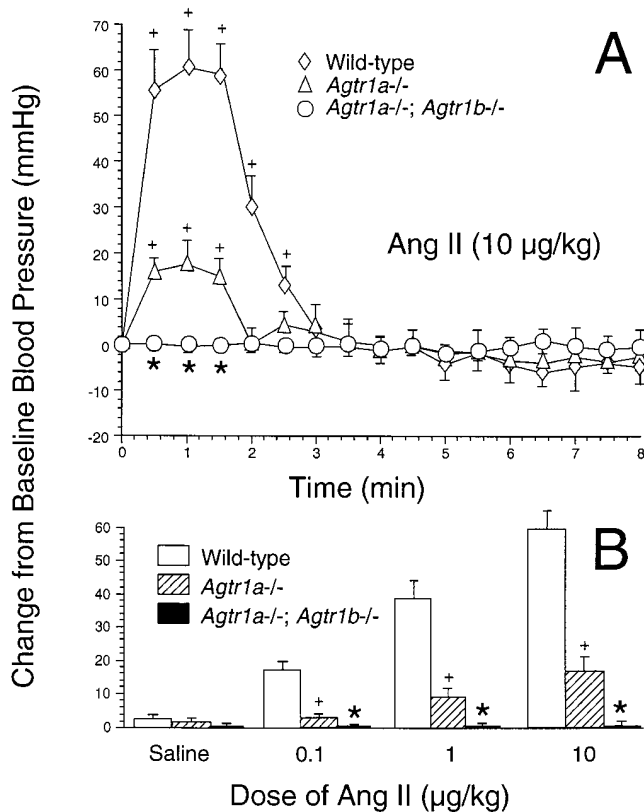 Change from Baseline Blood Pressure (mmHg)
A
70
60
50
40
30
20
10
0
-10
-20
+ + +
+
+
+ + +
* * *
Wild-type
Agtr1a-/-
Agtr1a-/-; Agtr1b-/-
Ang II (10 µg/kg)
0 1 2 3 4 5 6 7 8
Time (min)
B
60
50
40
30
20
10
0
Wild-type
Agtr1a-/-
Agtr1a-/-; Agtr1b-/-
+ * + * + *
Saline 0.1 1 10
Dose of Ang II (µg/kg)